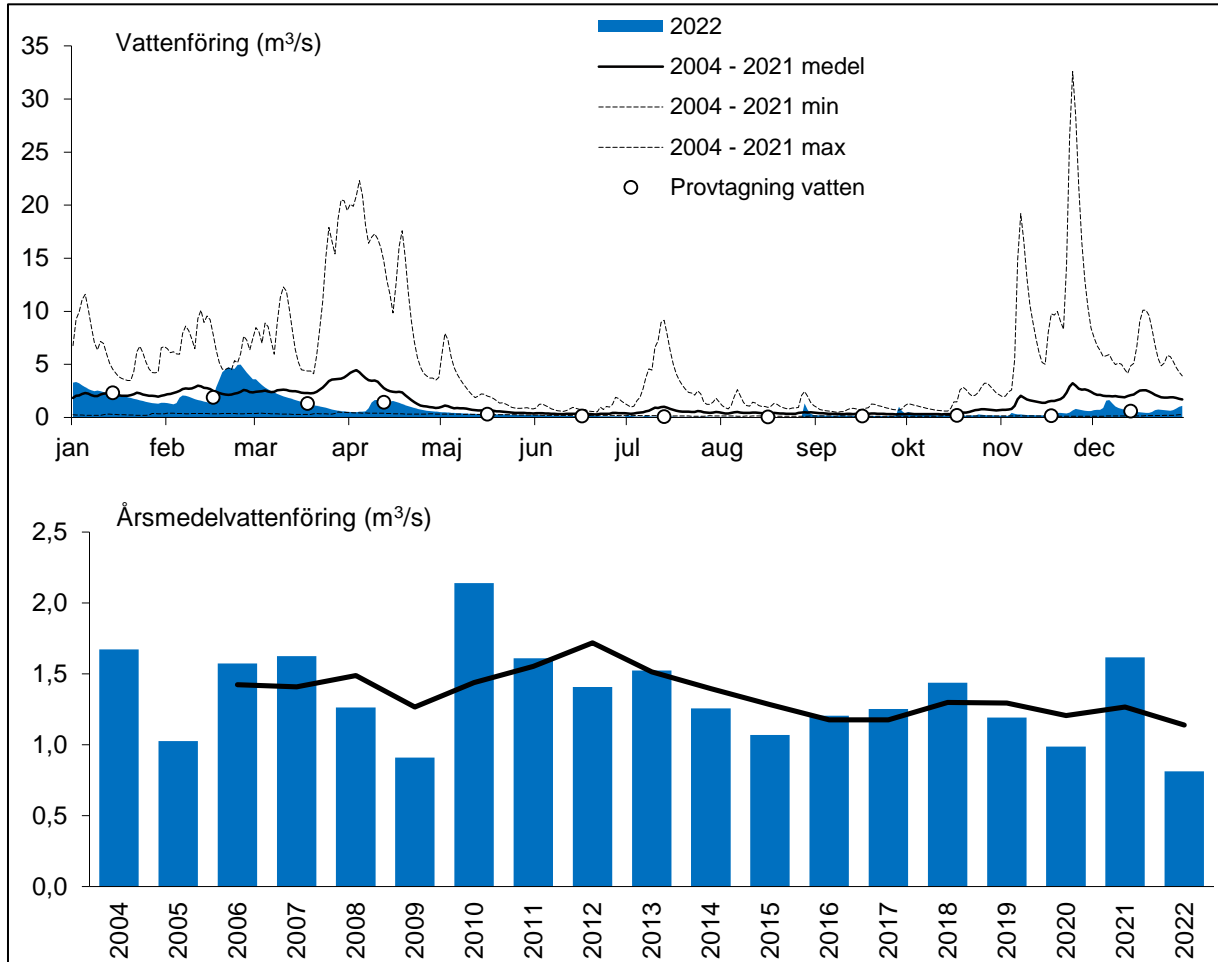 Vattenföring (m³/s)
2022
2004 - 2021 medel
2004 - 2021 min
2004 - 2021 max
Provtagning vatten
35
30
25
20
15
10
5
0
jan feb mar apr maj jun jul aug sep okt nov dec
Årsmedelvattenföring (m³/s)
2,5
2,0
1,5
1,0
0,5
0,0
2004 2005 2006 2007 2008 2009 2010 2011 2012 2013 2014 2015 2016 2017 2018 2019 2020 2021 2022